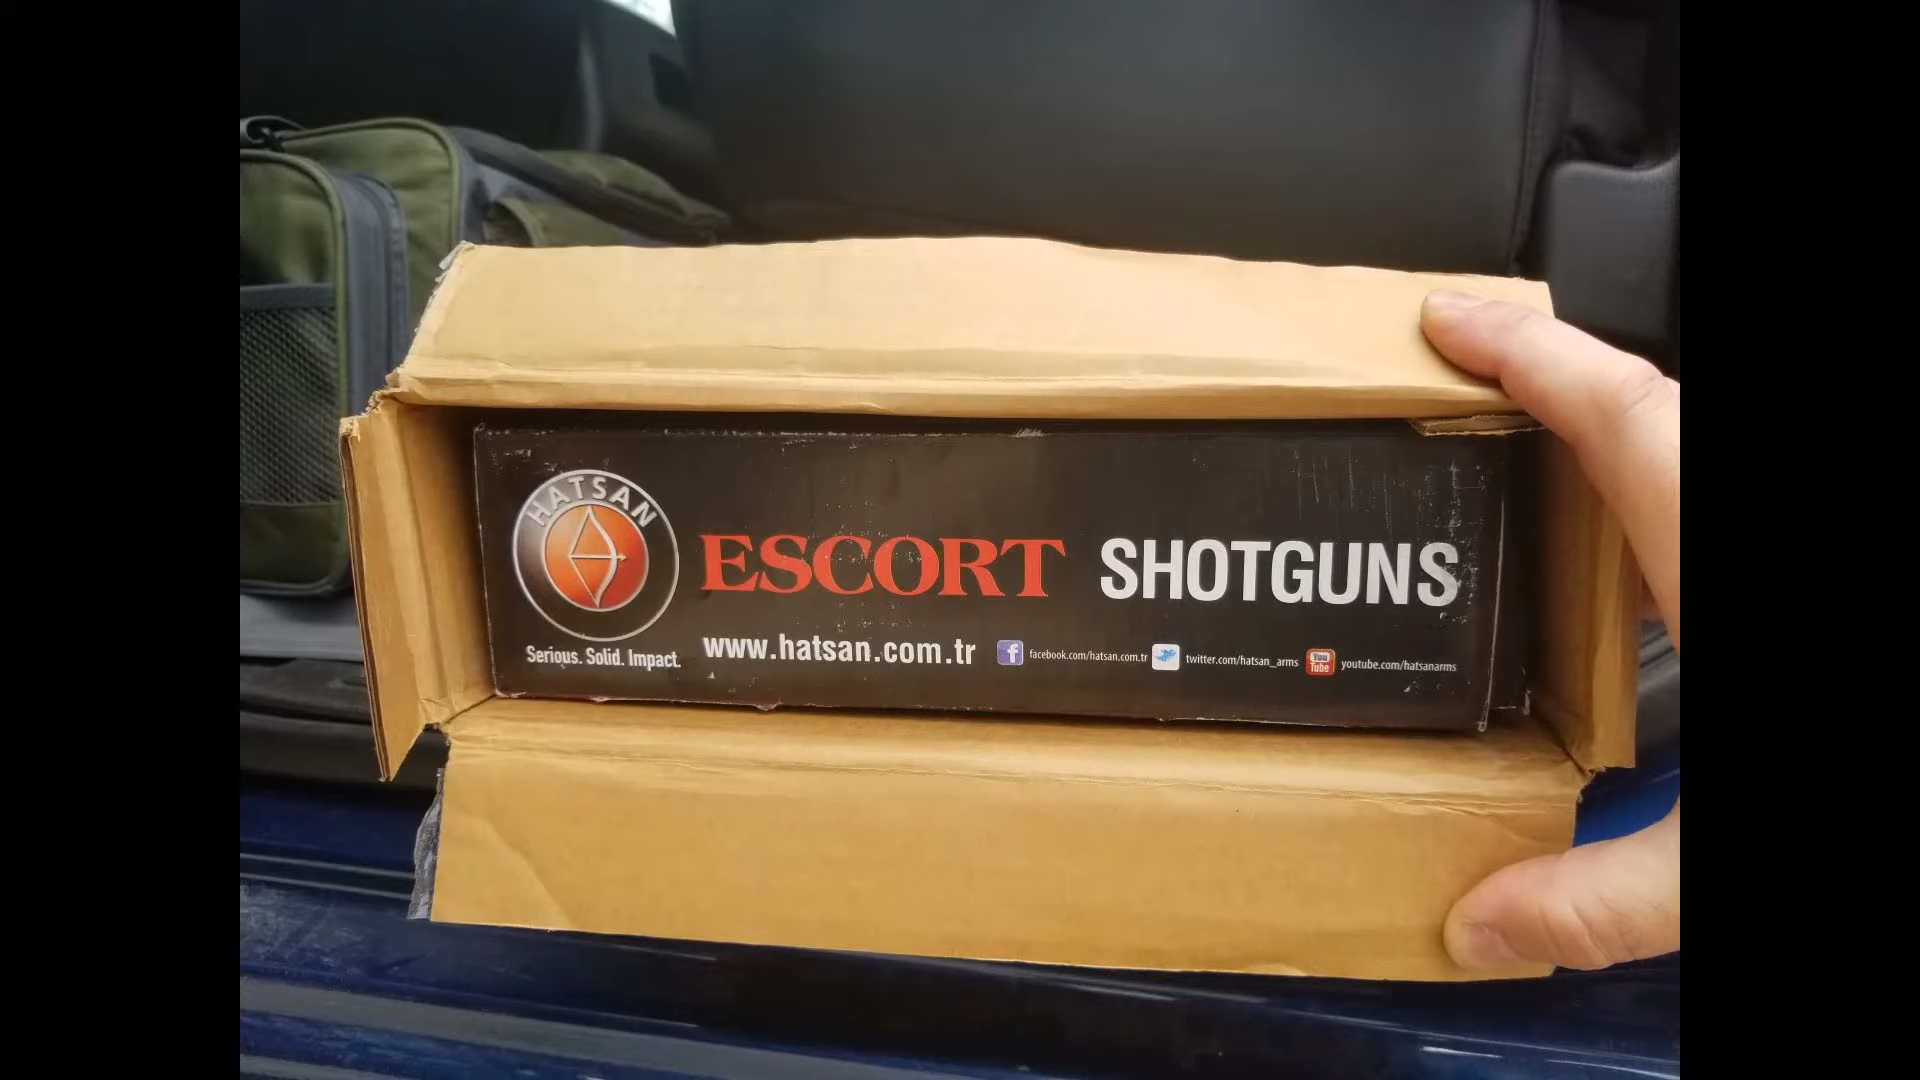 HATSAN
ESCORT SHOTGUNS
Serious. Solid. Impact.
www.hatsan.com.tr
f facebook.com/hatsan.com.tr
twitter.com/hatsan_arms
You Tube youtube.com/hatsanarms